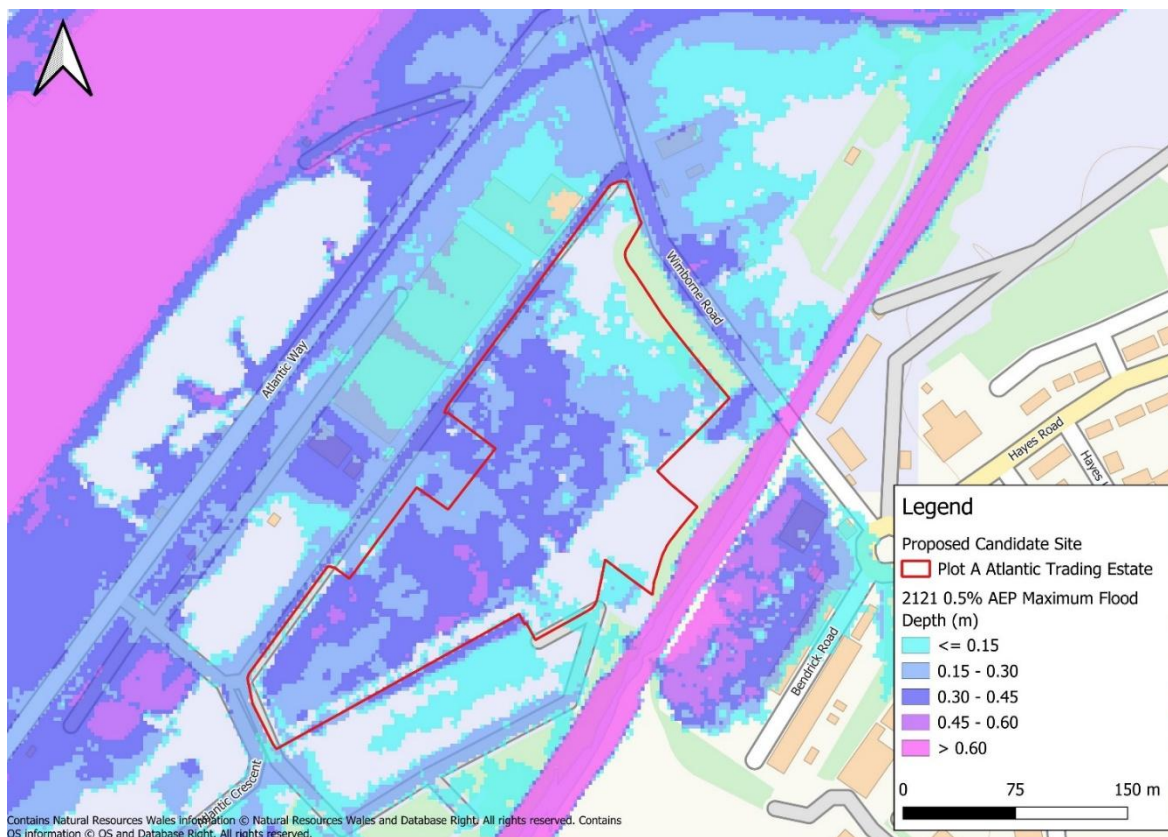 Atlantic Way
Wimborne Road
Hayes Road
Bendrick Road
Atlantic Crescent
Legend
Proposed Candidate Site
Plot A Atlantic Trading Estate
2121 0.5% AEP Maximum Flood
Depth (m)
<= 0.15
0.15 - 0.30
0.30 - 0.45
0.45 - 0.60
> 0.60
0 75 150 m
Contains Natural Resources Wales information © Natural Resources Wales and Database Right. All rights reserved. Contains
OS information © OS and Database Right. All rights reserved.